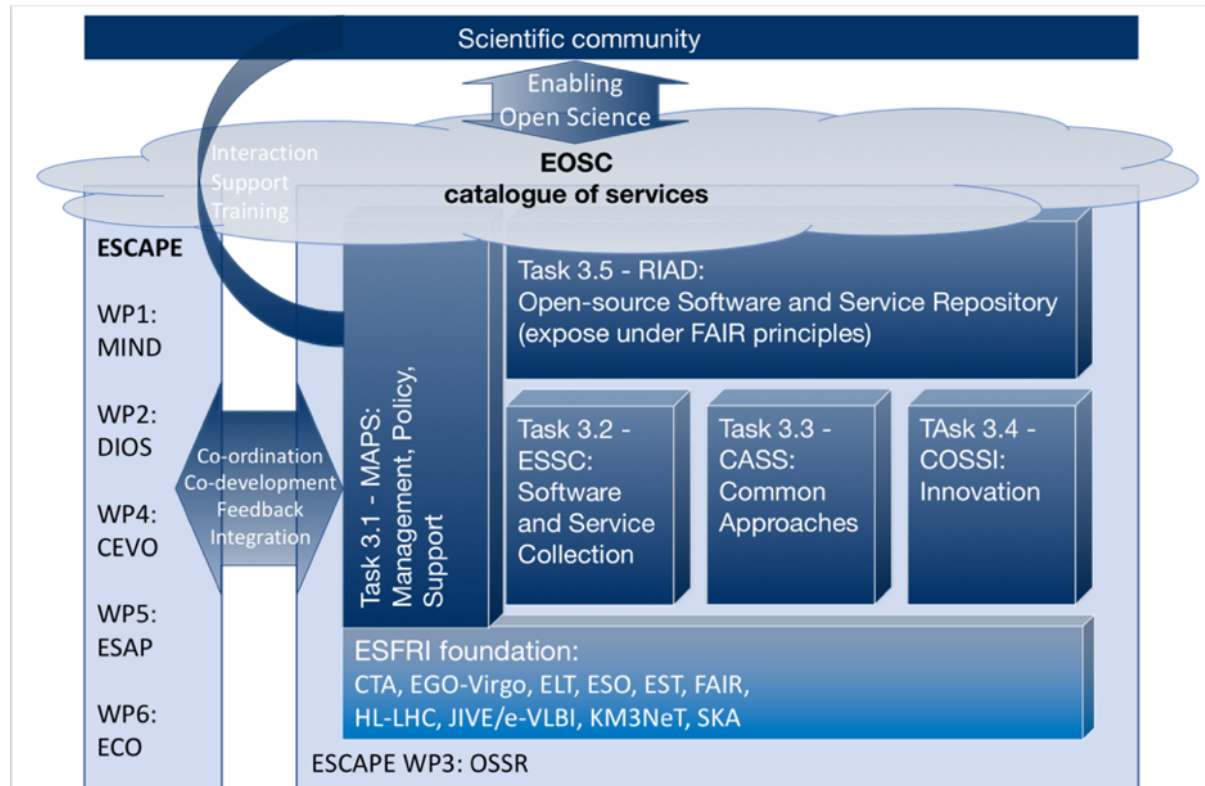 Scientific community
Enabling
Open Science
EOSC
catalogue of services
Interaction
Support
Training
ESCAPE
WP1:
MIND
WP2:
DIOS
WP4:
CEVO
WP5:
ESAP
WP6:
ECO
Co-ordination
Co-development
Feedback
Integration
Task 3.1 - MAPS:
Management, Policy,
Support
Task 3.5 - RIAD:
Open-source Software and Service Repository
(expose under FAIR principles)
Task 3.2 -
ESSC:
Software
and Service
Collection
Task 3.3 -
CASS:
Common
Approaches
TAsk 3.4 -
COSSI:
Innovation
ESFRI foundation:
CTA, EGO-Virgo, ELT, ESO, EST, FAIR,
HL-LHC, JIVE/e-VLBI, KM3NeT, SKA
ESCAPE WP3: OSSR